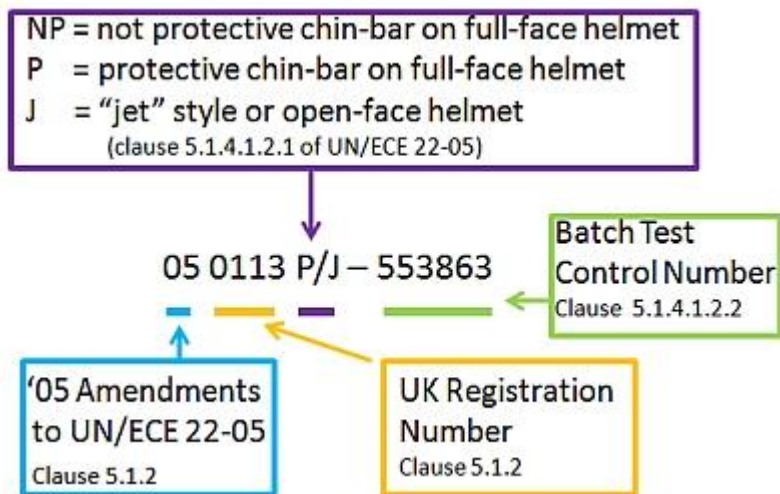 NP = not protective chin-bar on full-face helmet
P = protective chin-bar on full-face helmet
J = “jet” style or open-face helmet
(clause 5.1.4.1.2.1 of UN/ECE 22-05)
05 0113 P/J – 553863
Batch Test
Control Number
Clause 5.1.4.1.2.2
‘05 Amendments
to UN/ECE 22-05
Clause 5.1.2
UK Registration
Number
Clause 5.1.2